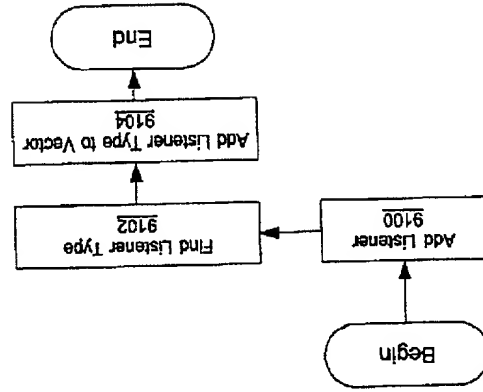 Begin
Add Listener
9100
Find Listener Type
9102
Add Listener Type to Vector
9104
End